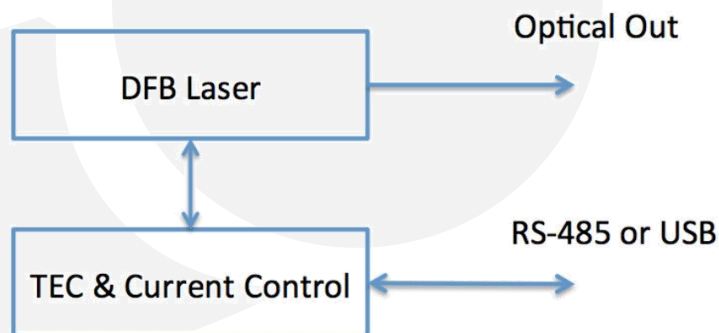 Optical Out
DFB Laser
RS-485 or USB
TEC & Current Control